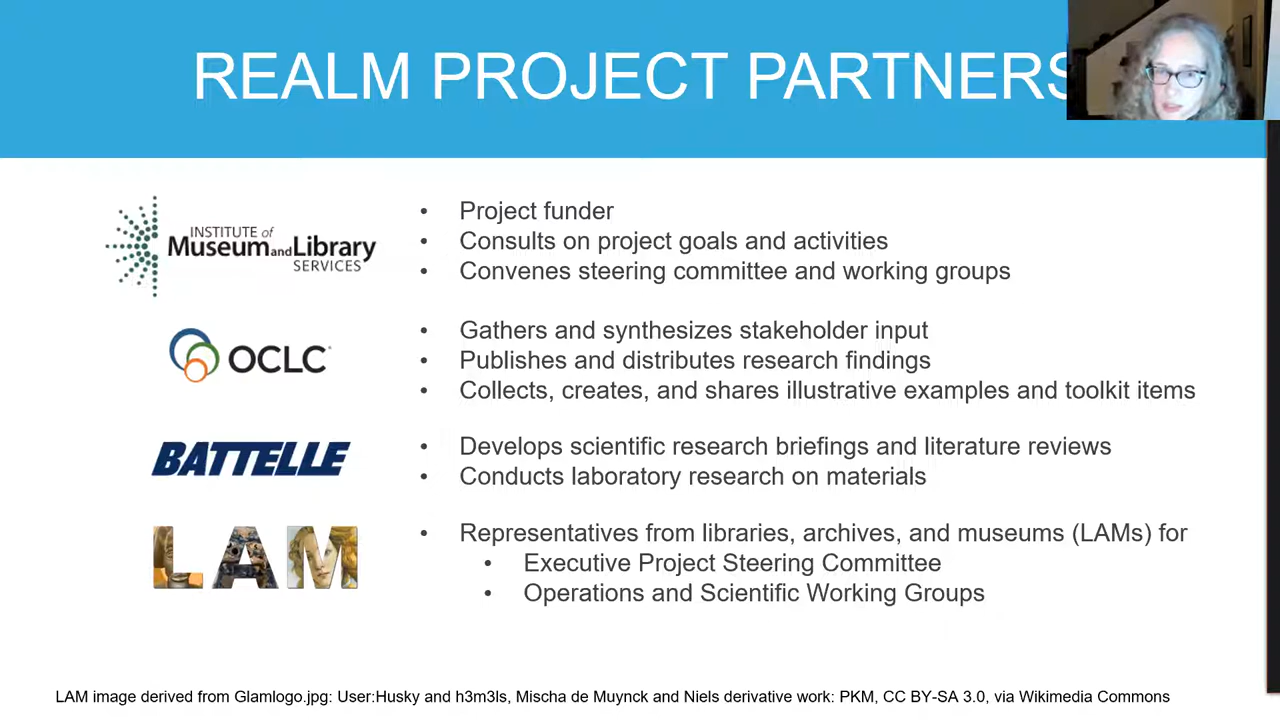 REALM PROJECT PARTNERS
INSTITUTE of
Museum and Library
SERVICES
• Project funder
• Consults on project goals and activities
• Convenes steering committee and working groups
OCLC
• Gathers and synthesizes stakeholder input
• Publishes and distributes research findings
• Collects, creates, and shares illustrative examples and toolkit items
BATTELLE
• Develops scientific research briefings and literature reviews
• Conducts laboratory research on materials
LAM
• Representatives from libraries, archives, and museums (LAMs) for
• Executive Project Steering Committee
• Operations and Scientific Working Groups
LAM image derived from Glamlogo.jpg: User:Husky and h3m3ls, Mischa de Muynck and Niels derivative work: PKM, CC BY-SA 3.0, via Wikimedia Commons